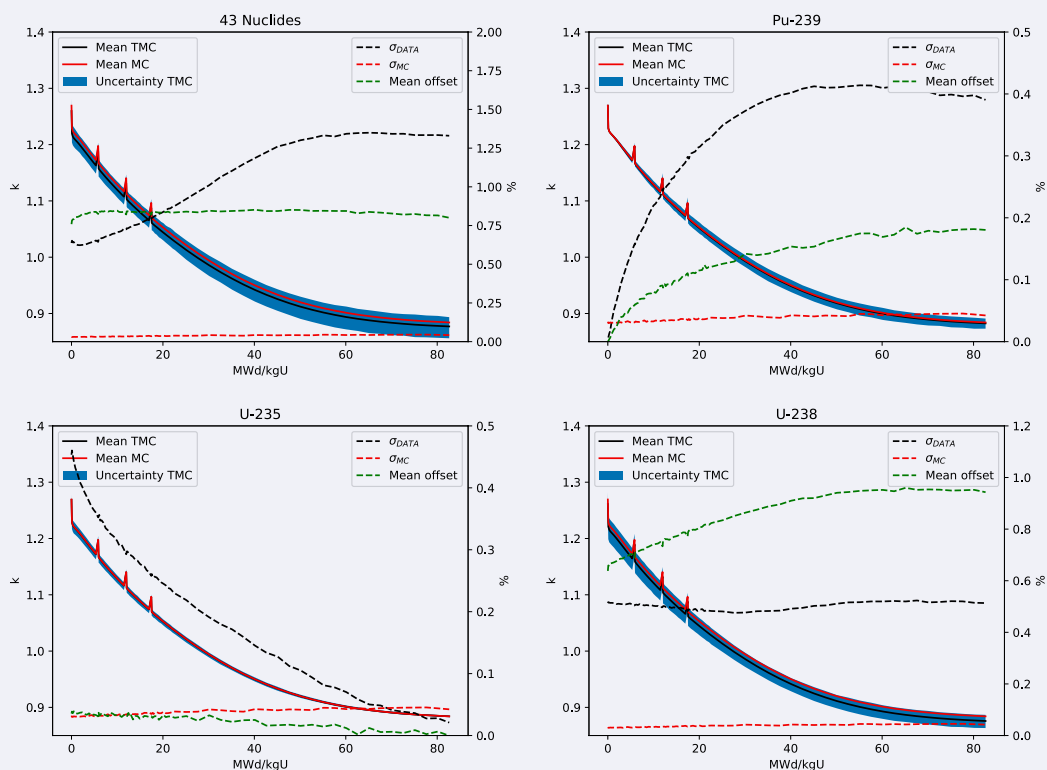 43 Nuclides
Mean TMC
Mean MC
Uncertainty TMC
σDATA
σMC
Mean offset
1.4
1.3
1.2
1.1
1.0
0.9
k
2.00
1.75
1.50
1.25
1.00
0.75
0.50
0.25
0.00
%
0 20 40 60 80
MWd/kgU
Pu-239
Mean TMC
Mean MC
Uncertainty TMC
σDATA
σMC
Mean offset
1.4
1.3
1.2
1.1
1.0
0.9
k
0.5
0.4
0.3
0.2
0.1
0.0
%
0 20 40 60 80
MWd/kgU
U-235
Mean TMC
Mean MC
Uncertainty TMC
σDATA
σMC
Mean offset
1.4
1.3
1.2
1.1
1.0
0.9
k
0.5
0.4
0.3
0.2
0.1
0.0
%
0 20 40 60 80
MWd/kgU
U-238
Mean TMC
Mean MC
Uncertainty TMC
σDATA
σMC
Mean offset
1.4
1.3
1.2
1.1
1.0
0.9
k
1.2
1.0
0.8
0.6
0.4
0.2
0.0
%
0 20 40 60 80
MWd/kgU